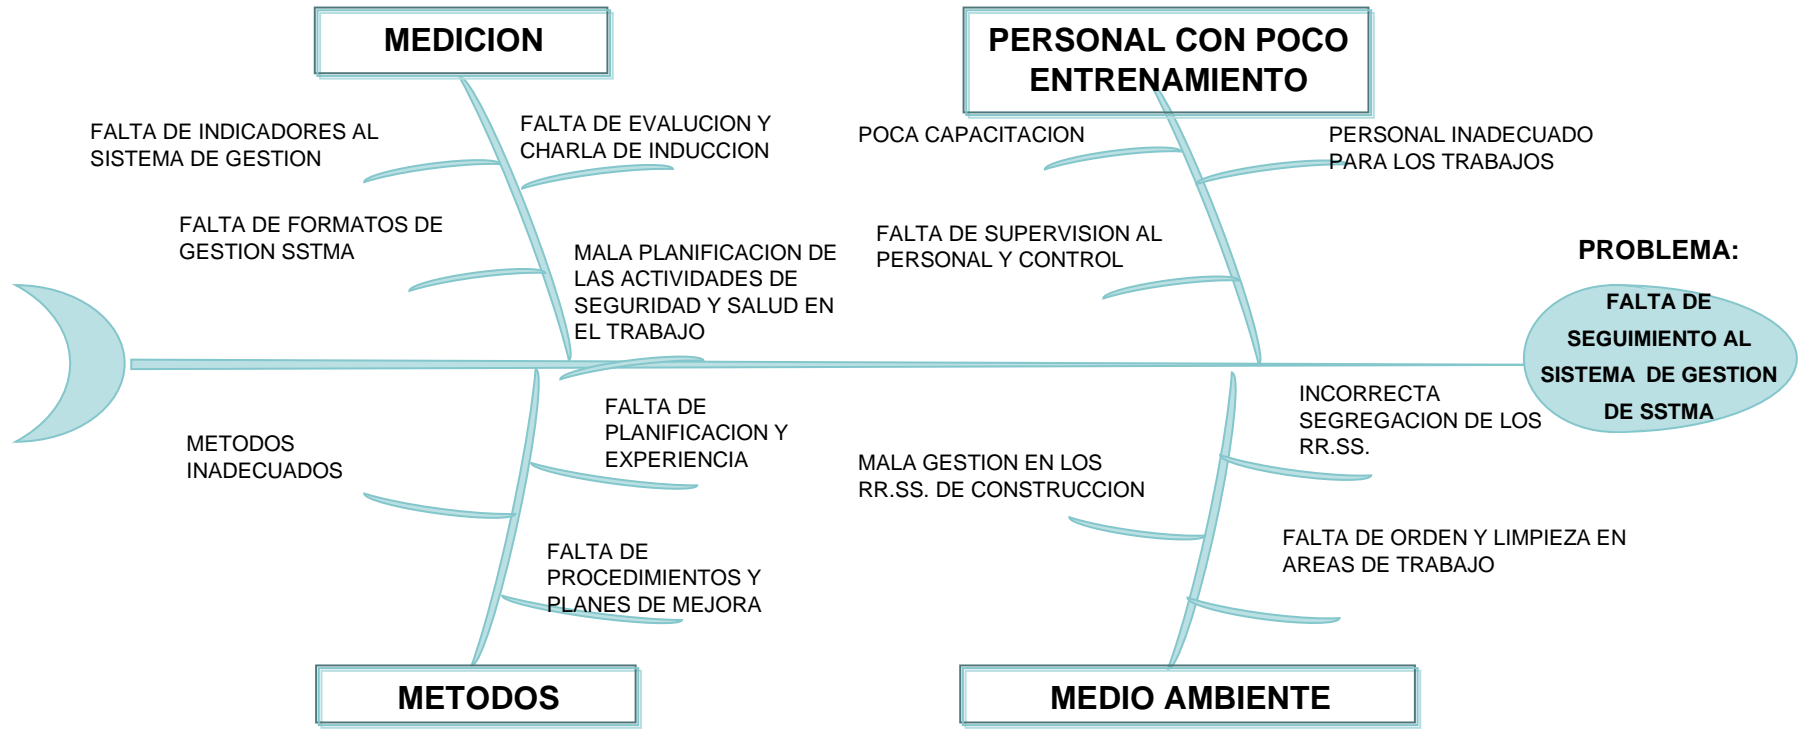 MEDICION
PERSONAL CON POCO
ENTRENAMIENTO
FALTA DE INDICADORES AL
SISTEMA DE GESTION
FALTA DE EVALUCION Y
CHARLA DE INDUCCION
POCA CAPACITACION
PERSONAL INADECUADO
PARA LOS TRABAJOS
FALTA DE FORMATOS DE
GESTION SSTMA
MALA PLANIFICACION DE
LAS ACTIVIDADES DE
SEGURIDAD Y SALUD EN
EL TRABAJO
FALTA DE SUPERVISION AL
PERSONAL Y CONTROL
PROBLEMA:
FALTA DE
SEGUIMIENTO AL
SISTEMA DE GESTION
DE SSTMA
METODOS
INADECUADOS
FALTA DE
PLANIFICACION Y
EXPERIENCIA
MALA GESTION EN LOS
RR.SS. DE CONSTRUCCION
INCORRECTA
SEGREGACION DE LOS
RR.SS.
FALTA DE
PROCEDIMIENTOS Y
PLANES DE MEJORA
FALTA DE ORDEN Y LIMPIEZA EN
AREAS DE TRABAJO
METODOS
MEDIO AMBIENTE